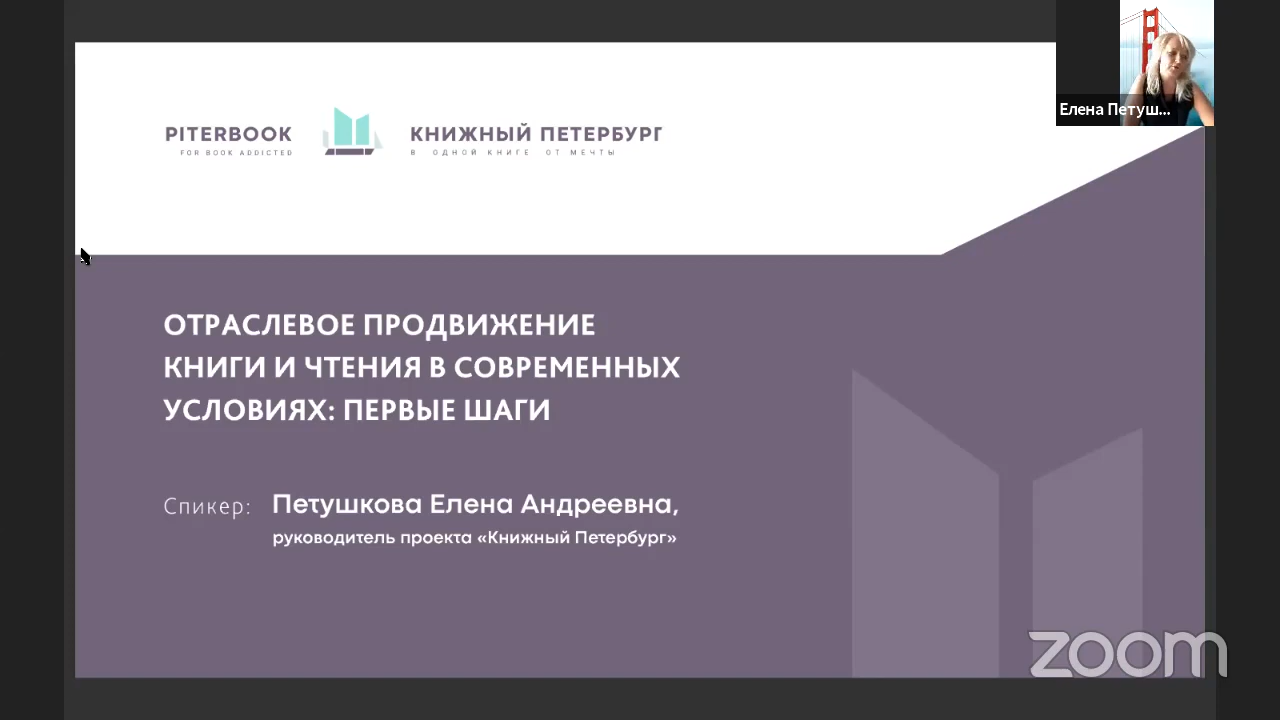 Елена Петуш...
PITERBOOK
FOR BOOK ADDICTED
КНИЖНЫЙ ПЕТЕРБУРГ
В ОДНОЙ КНИГЕ ОТ МЕЧТЫ
ОТРАСЛЕВОЕ ПРОДВИЖЕНИЕ
КНИГИ И ЧТЕНИЯ В СОВРЕМЕННЫХ
УСЛОВИЯХ: ПЕРВЫЕ ШАГИ
Спикер: Петушкова Елена Андреевна,
руководитель проекта «Книжный Петербург»
zoom